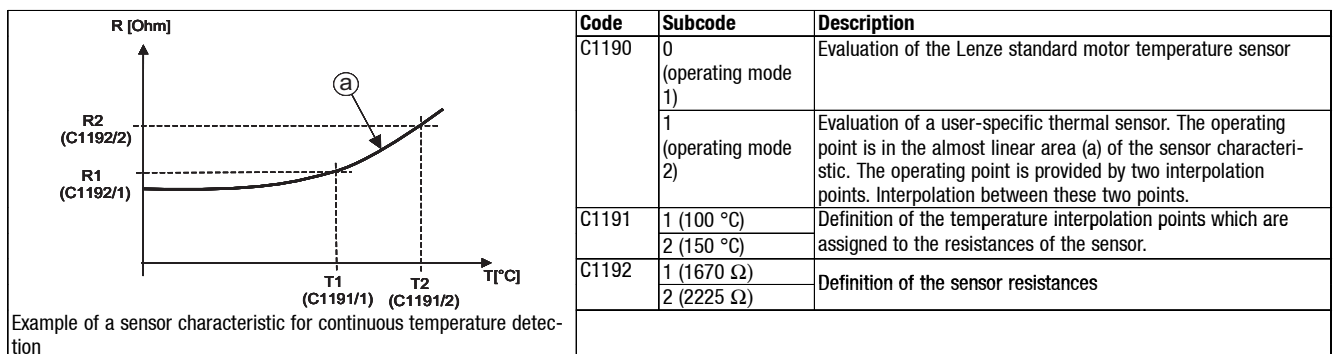 R [Ohm]
a
R2
(C1192/2)
R1
(C1192/1)
T1
(C1191/1)
T2
(C1191/2)
T[°C]
Example of a sensor characteristic for continuous temperature detec-
tion
Code Subcode Description
C1190 0
(operating mode
1)
Evaluation of the Lenze standard motor temperature sensor
1
(operating mode
2)
Evaluation of a user-specific thermal sensor. The operating
point is in the almost linear area (a) of the sensor characteri-
stic. The operating point is provided by two interpolation
points. Interpolation between these two points.
C1191 1 (100 °C)
2 (150 °C)
Definition of the temperature interpolation points which are
assigned to the resistances of the sensor.
C1192 1 (1670 Ω)
2 (2225 Ω)
Definition of the sensor resistances